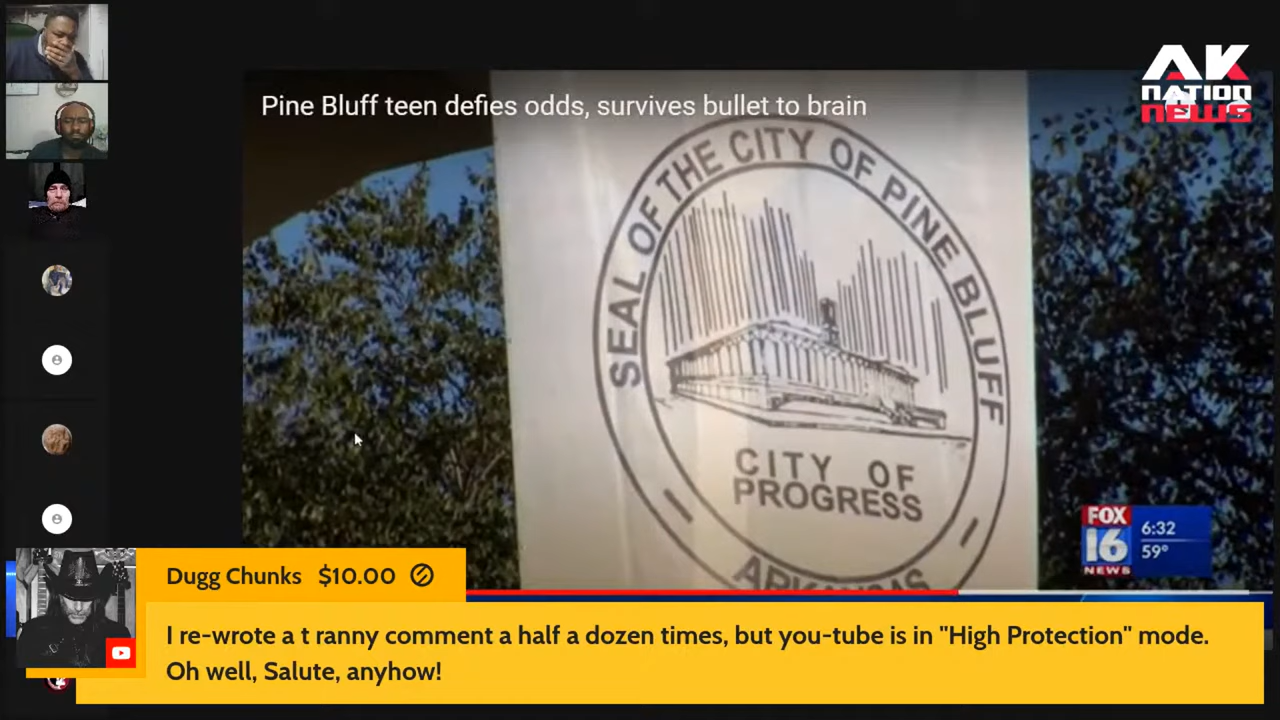 Pine Bluff teen defies odds, survives bullet to brain
AK
NATION
NEWS
SEAL OF THE CITY OF PINE BLUFF
CITY OF
PROGRESS
ARKANSAS
FOX
16
NEWS
6:32
59°
Dugg Chunks $10.00
I re-wrote a t ranny comment a half a dozen times, but you-tube is in "High Protection" mode.
Oh well, Salute, anyhow!